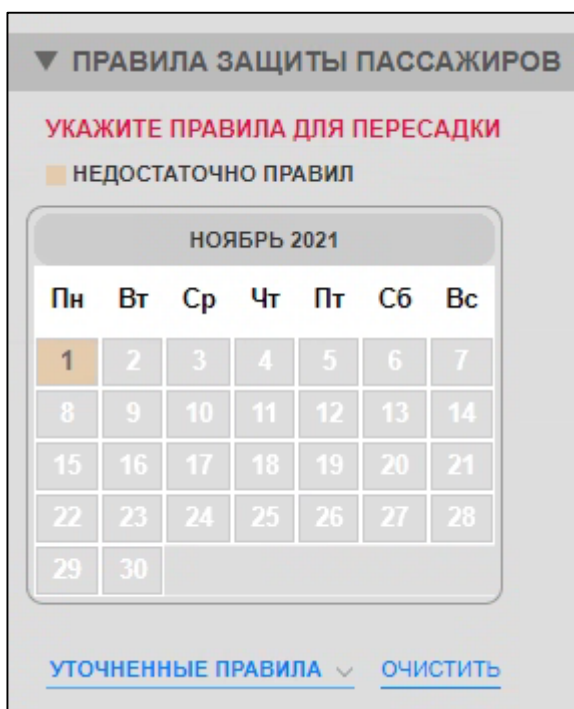 ▼ ПРАВИЛА ЗАЩИТЫ ПАССАЖИРОВ
УКАЖИТЕ ПРАВИЛА ДЛЯ ПЕРЕСАДКИ
НЕДОСТАТОЧНО ПРАВИЛ
НОЯБРЬ 2021
Пн Вт Ср Чт Пт Сб Вс
1 2 3 4 5 6 7
8 9 10 11 12 13 14
15 16 17 18 19 20 21
22 23 24 25 26 27 28
29 30
УТОЧНЕННЫЕ ПРАВИЛА ОЧИСТИТЬ